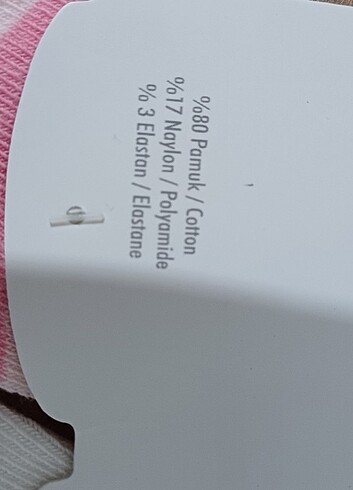 %80 Pamuk / Cotton
%17 Naylon / Polyamide
% 3 Elastan / Elastane